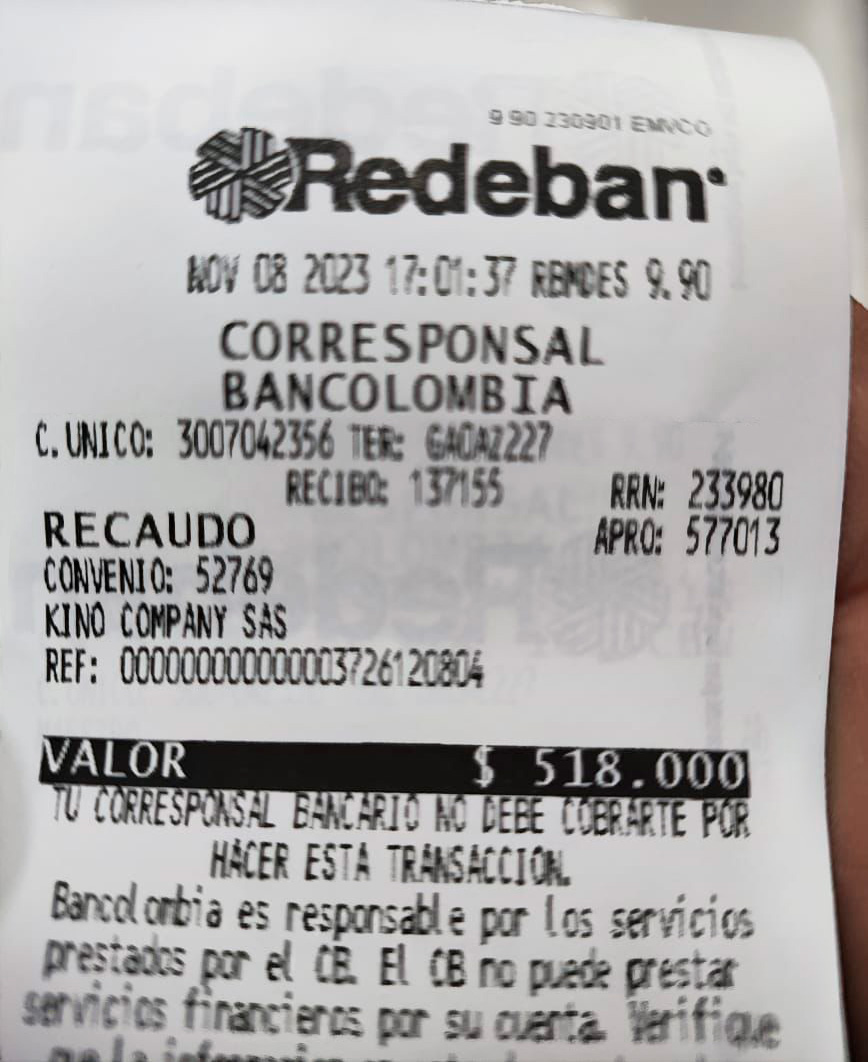 9 90 230901 EMVCO
Redeban
NOV 08 2023 17:01:37 RBMDES 9.90
CORRESPONSAL
BANCOLOMBIA
C. UNICO: 3007042356 TER: GAOAZ227
RECIBO: 137155 RRN: 233980
RECAUDO APRO: 577013
CONVENIO: 52769
KINO COMPANY SAS
REF: 00000000000003726120804
VALOR $ 518.000
TU CORRESPONSAL BANCARIO NO DEBE COBRARTE POR
HACER ESTA TRANSACCION.
Bancolombia es responsable por los servicios
prestados por el CB. El CB no puede prestar
servicios financieros por su cuenta. Verifique
que la